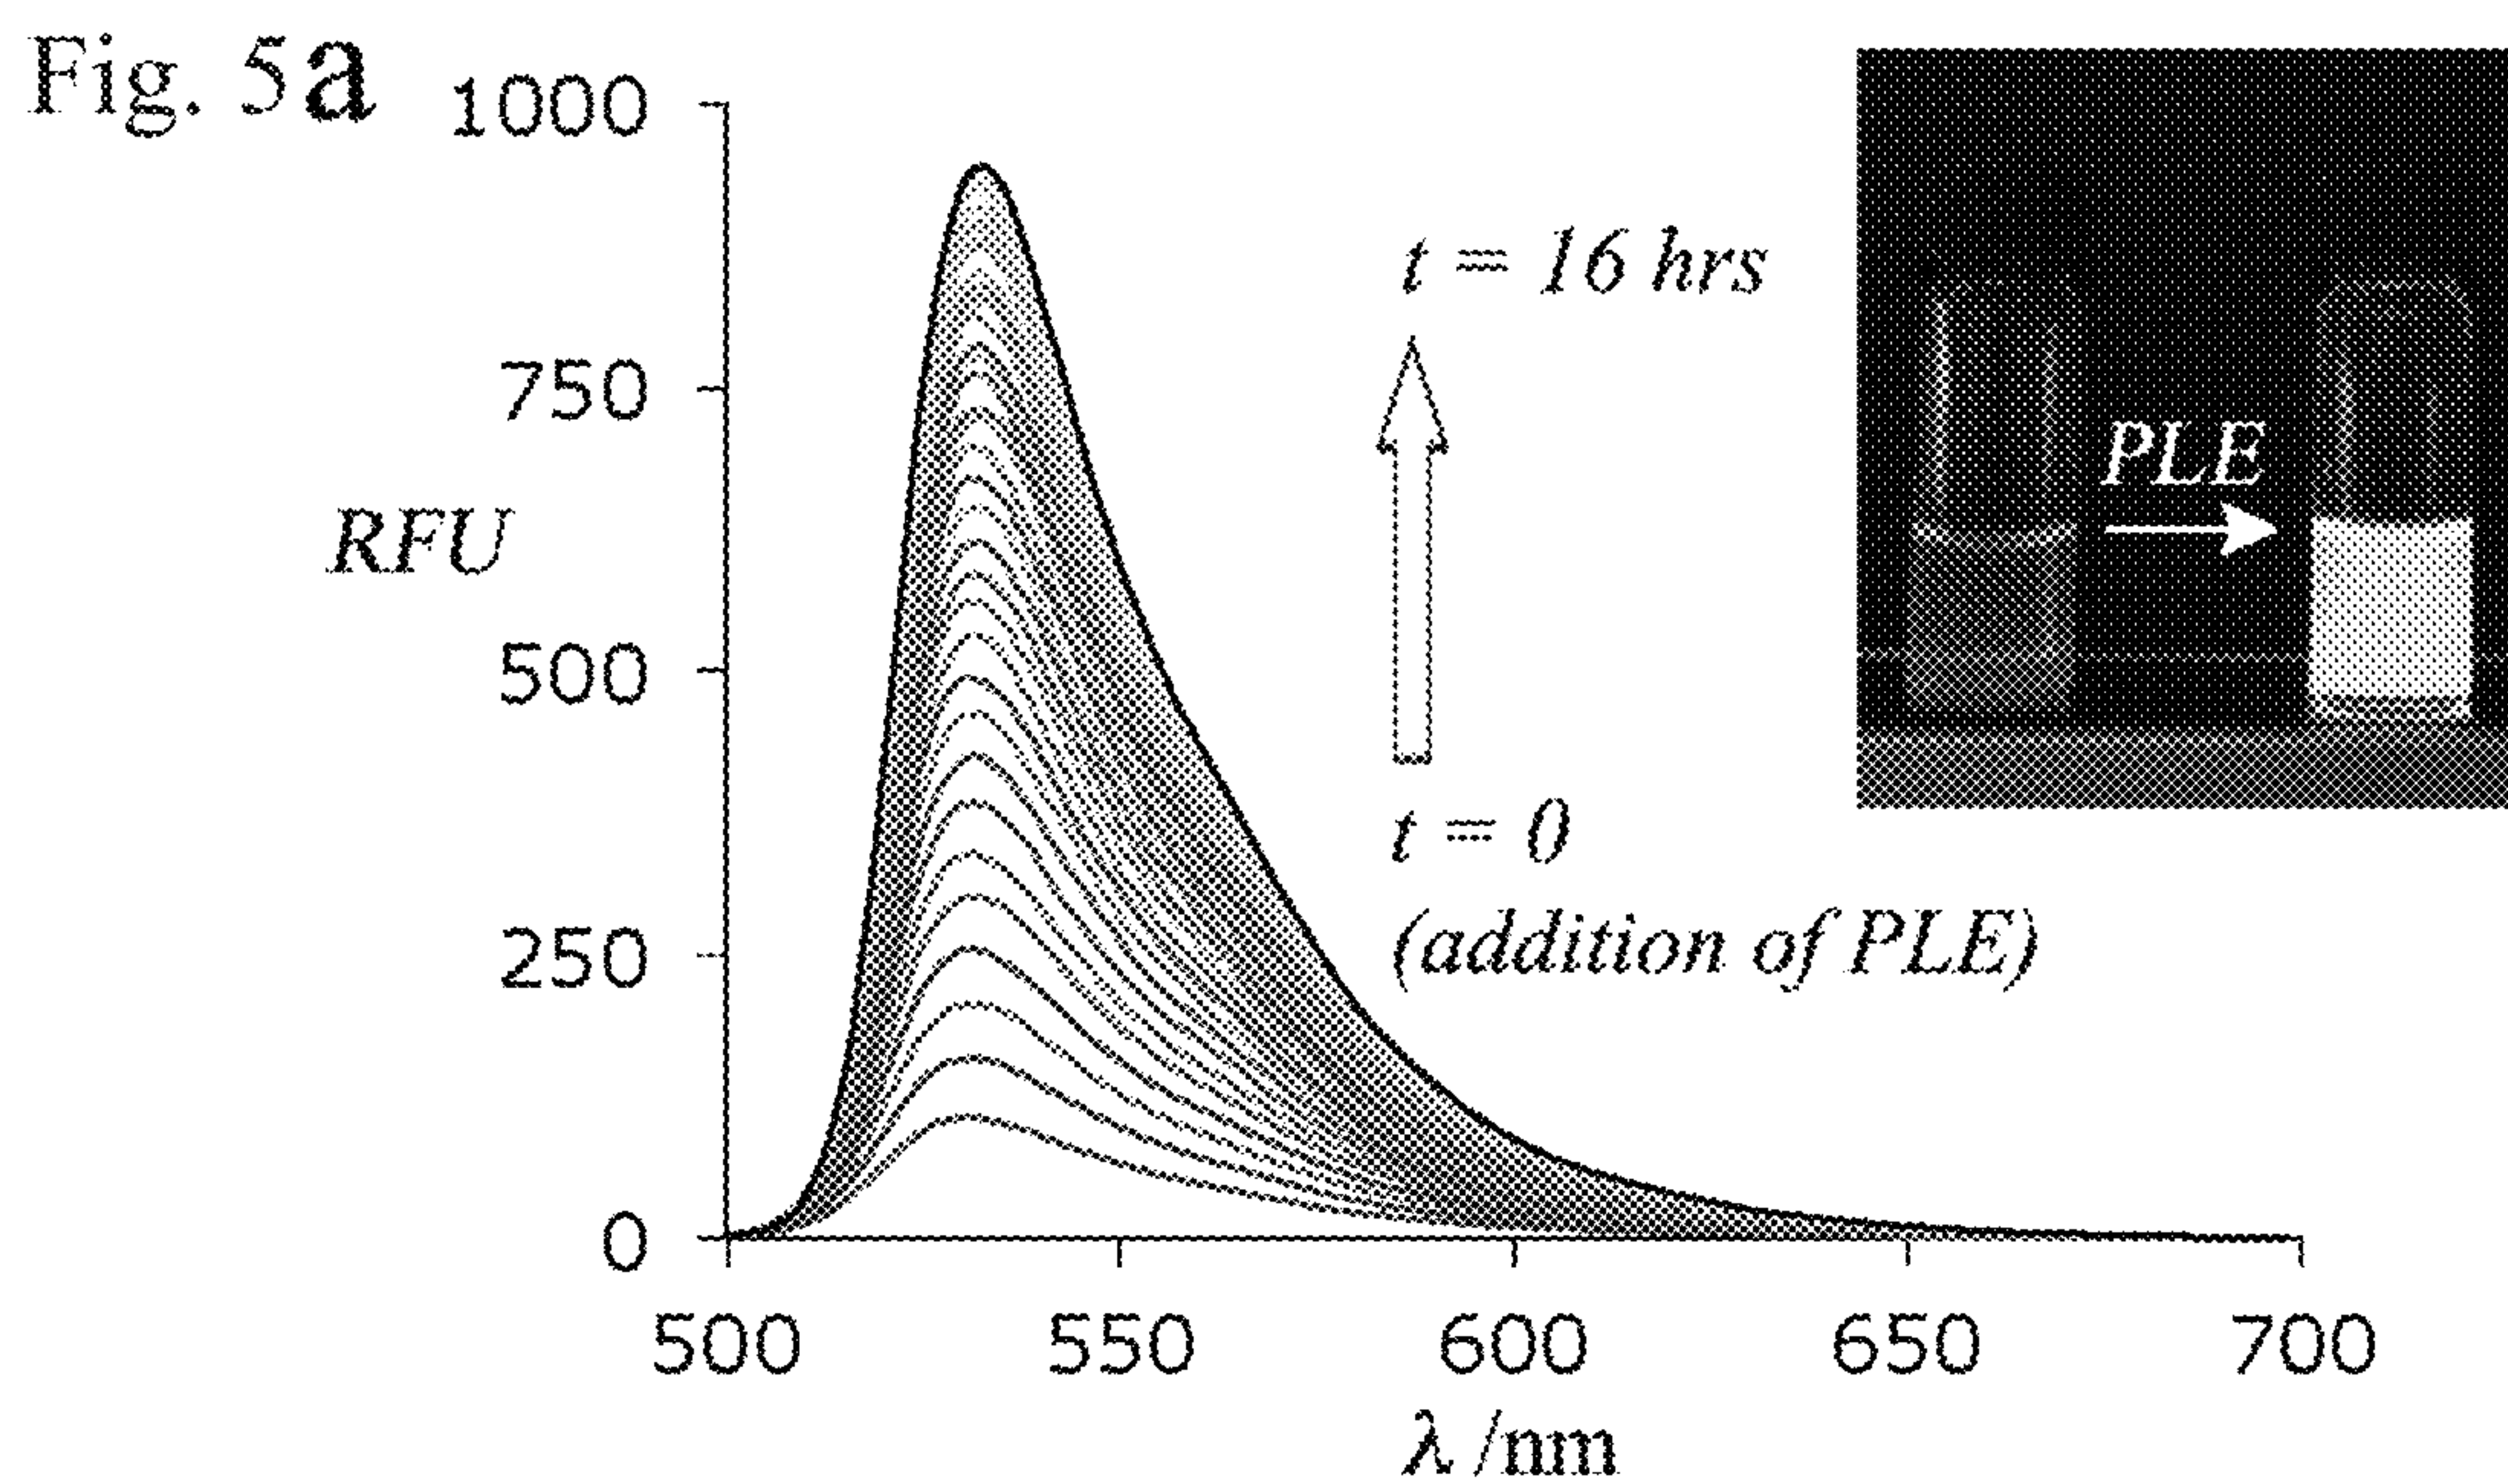 Fig. 5a
1000
750
500
250
0
RFU
t = 16 hrs
t = 0
(addition of PLE)
PLE
500 550 600 650 700
λ /nm